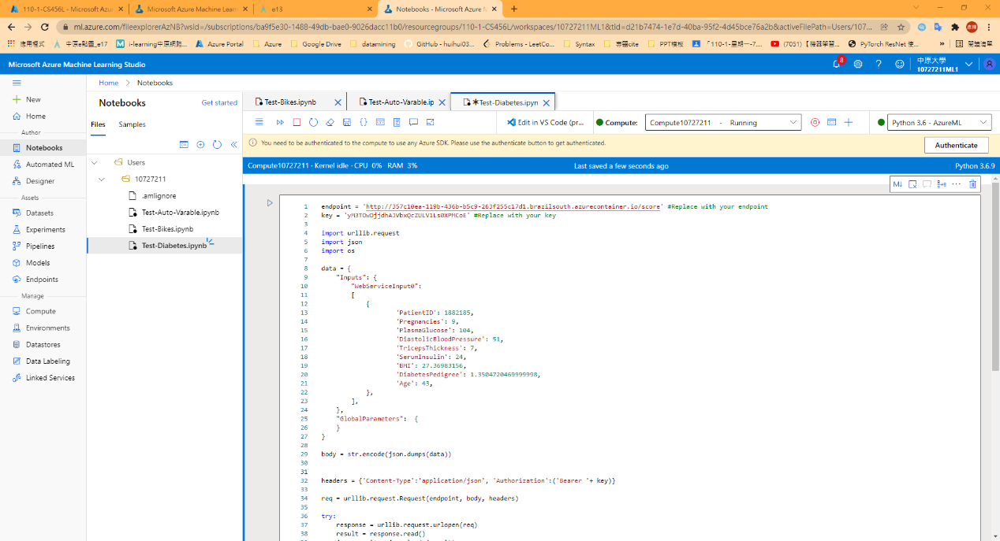 110-1-CS456L - Microsoft Azur
Microsoft Azure Machine Learn
e13
Notebooks - Microsoft Azure M
ml.azure.com/fileexplorerAzNB?wsid=/subscriptions/ba9f5e30-1488-49db-bae0-9026dacc11b0/resourcegroups/110-1-CS456L/workspaces/10727211ML1&tid=d21b7474-1e7d-40ba-95f2-4d45bce76a2b&activeFilePath=Users/107...
應用程式
中原e點靈_e17
i-learning中原網路...
Azure Portal
Azure
Google Drive
datamining
GitHub - huihui03...
Problems - LeetCo...
Syntax
專題cite
PPT模板
「110-1-星期一-7....
(7051)【機器學習...
PyTorch ResNet 使...
»
閱讀清單
Microsoft Azure Machine Learning Studio
8
中原大學
10727211ML1
Home > Notebooks
New
Home
Author
Notebooks
Automated ML
Designer
Assets
Datasets
Experiments
Pipelines
Models
Endpoints
Manage
Compute
Environments
Datastores
Data Labeling
Linked Services
Notebooks
Get started
Files
Samples
Users
10727211
.amlignore
Test-Auto-Varable.ipynb
Test-Bikes.ipynb
Test-Diabetes.ipynb
Test-Bikes.ipynb
Test-Auto-Varable.ip
∗Test-Diabetes.ipyn
Edit in VS Code (pr...
Compute:
Compute10727211 - Running
Python 3.6 - AzureML
You need to be authenticated to the compute to use any Azure SDK. Please use the authenticate button to get authenticated.
Authenticate
Compute10727211 · Kernel idle · CPU 0% RAM 3%
Last saved a few seconds ago
Python 3.6.9
M↓
1 endpoint = 'http://357c10ea-119b-436b-b5c9-263f255c17d1.brazilsouth.azurecontainer.io/score' #Replace with your endpoint
2 key = 'yM3TOwDjjdhAJVbxQcZULV1Ls0XPMCoE' #Replace with your key
3
4 import urllib.request
5 import json
6 import os
7
8 data = {
9 "Inputs": {
10 "WebServiceInput0":
11 [
12 {
13 'PatientID': 1882185,
14 'Pregnancies': 9,
15 'PlasmaGlucose': 104,
16 'DiastolicBloodPressure': 51,
17 'TricepsThickness': 7,
18 'SerumInsulin': 24,
19 'BMI': 27.36983156,
20 'DiabetesPedigree': 1.3504720469999998,
21 'Age': 43,
22 },
23 ],
24 },
25 "GlobalParameters": {
26 }
27 }
28
29 body = str.encode(json.dumps(data))
30
31
32 headers = {'Content-Type':'application/json', 'Authorization':('Bearer '+ key)}
33
34 req = urllib.request.Request(endpoint, body, headers)
35
36 try:
37 response = urllib.request.urlopen(req)
38 result = response.read()